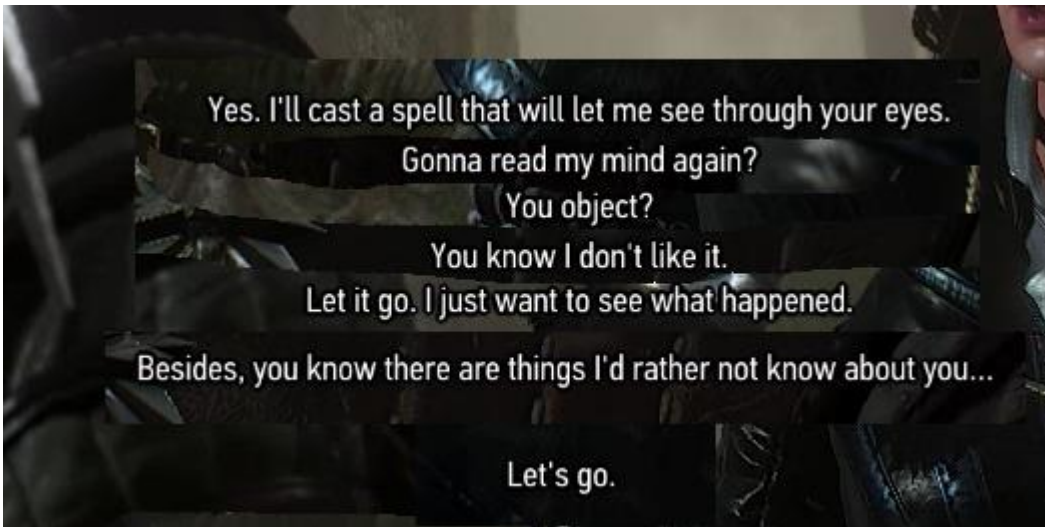 Yes. I'll cast a spell that will let me see through your eyes.
Gonna read my mind again?
You object?
You know I don't like it.
Let it go. I just want to see what happened.
Besides, you know there are things I'd rather not know about you...
Let's go.